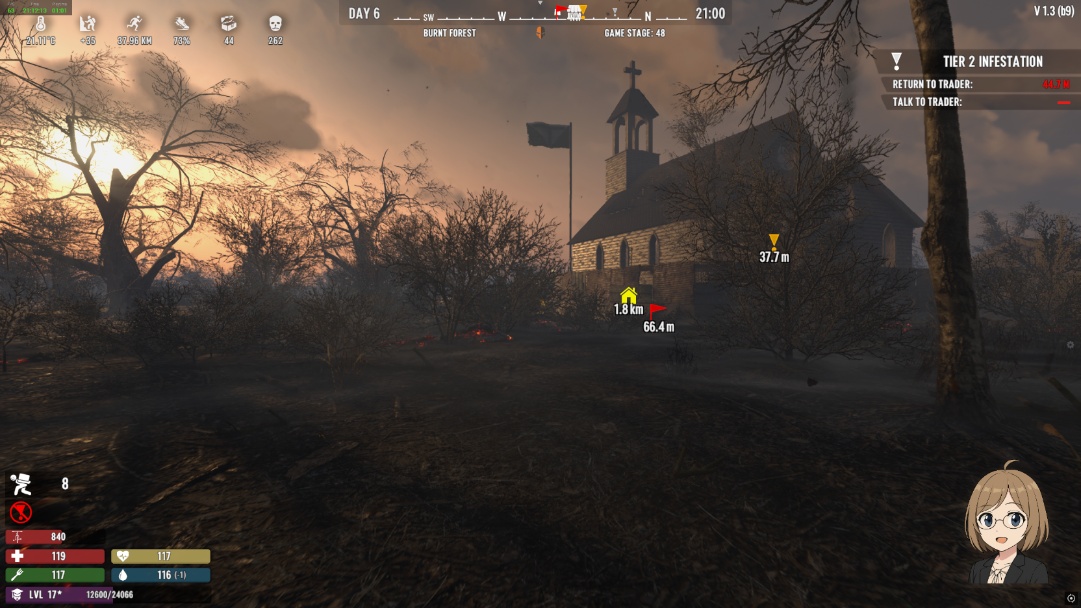 DAY 6
SW
W
N
21:00
V 1.3 (b9)
BURNT FOREST
GAME STAGE: 48
21.11°C
+35
37.96 KM
73%
44
262
TIER 2 INFESTATION
RETURN TO TRADER:
TALK TO TRADER:
37.7 m
1.8 km
66.4 m
8
840
119
117
117
116 (-1)
LVL 17*
12600/24066